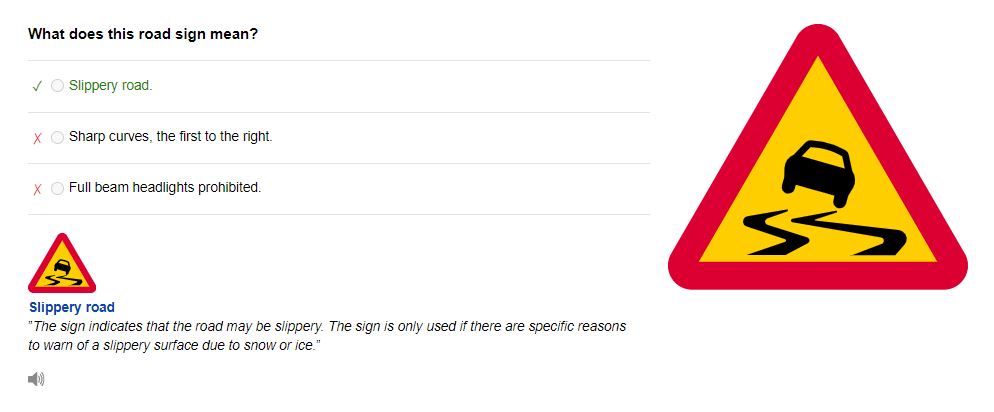 What does this road sign mean?
Slippery road.
Sharp curves, the first to the right.
Full beam headlights prohibited.
Slippery road
"The sign indicates that the road may be slippery. The sign is only used if there are specific reasons
to warn of a slippery surface due to snow or ice."